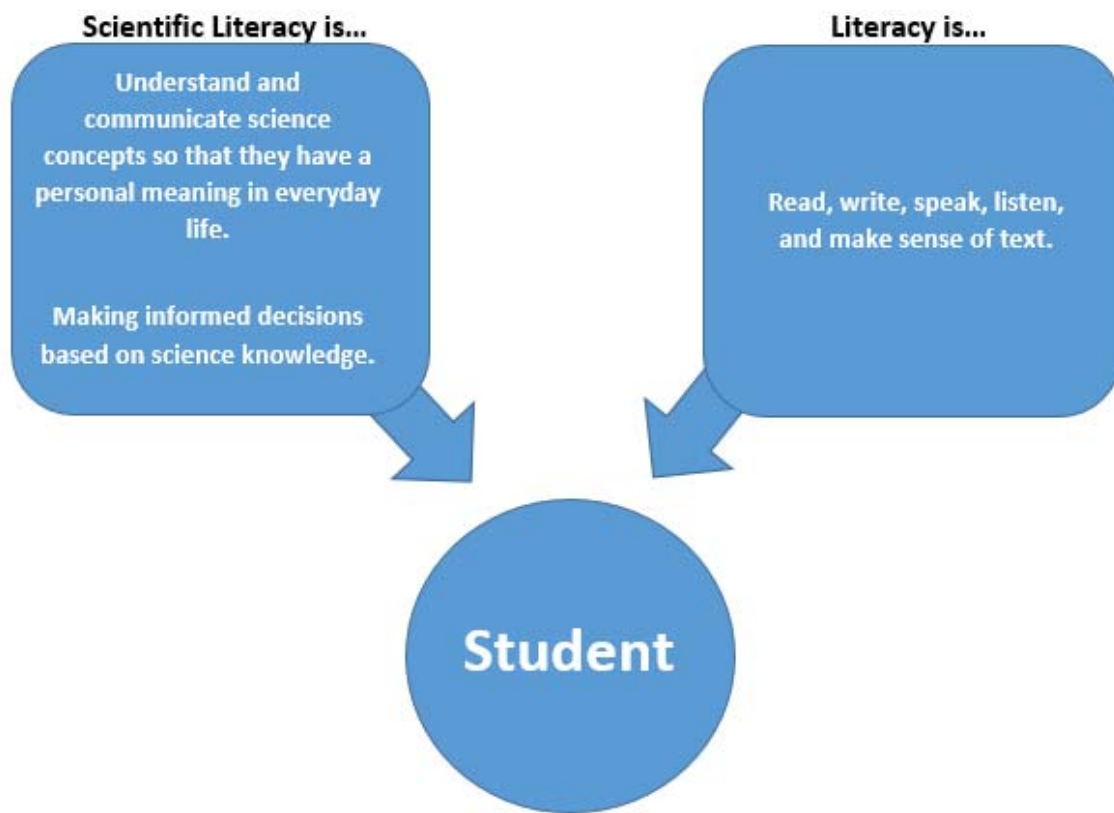 Scientific Literacy is...
Understand and
communicate science
concepts so that they have a
personal meaning in everyday
life.
Making informed decisions
based on science knowledge.
Literacy is...
Read, write, speak, listen,
and make sense of text.
Student